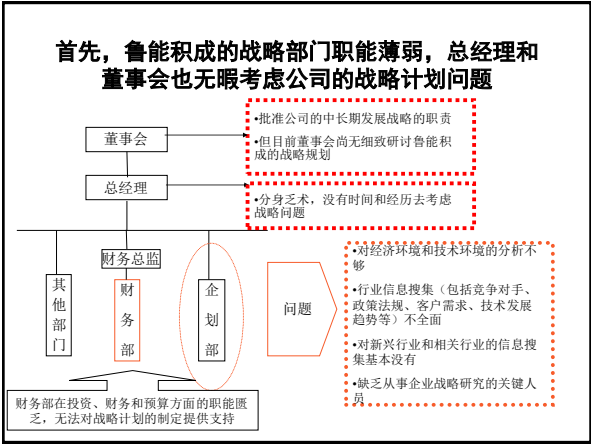 首先，鲁能积成的战略部门职能薄弱，总经理和
董事会也无暇考虑公司的战略计划问题
董事会
•批准公司的中长期发展战略的职责
•但目前董事会尚无细致研讨鲁能积
成的战略规划
总经理
•分身乏术，没有时间和经历去考虑
战略问题
财务总监
其他部门
财务部
企划部
问题
•对经济环境和技术环境的分析不
够
•行业信息搜集（包括竞争对手、
政策法规、客户需求、技术发展
趋势等）不全面
•对新兴行业和相关行业的信息搜
集基本没有
•缺乏从事企业战略研究的关键人
员
财务部在投资、财务和预算方面的职能匮
乏，无法对战略计划的制定提供支持